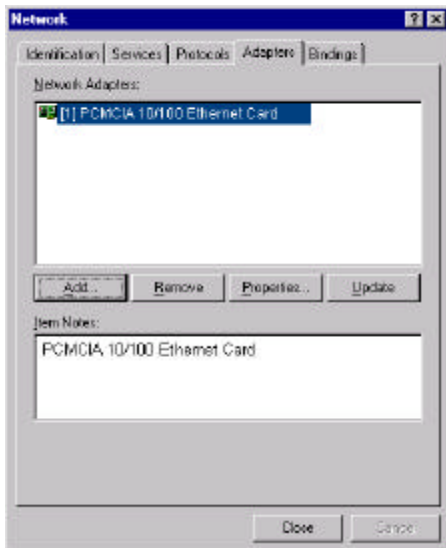 Network
Identification Services Protocols Adapters Bindings
Network Adapters:
[1] PCMCIA 10/100 Ethernet Card
Add... Remove Properties... Update
Item Notes:
PCMCIA 10/100 Ethernet Card
Close Cancel